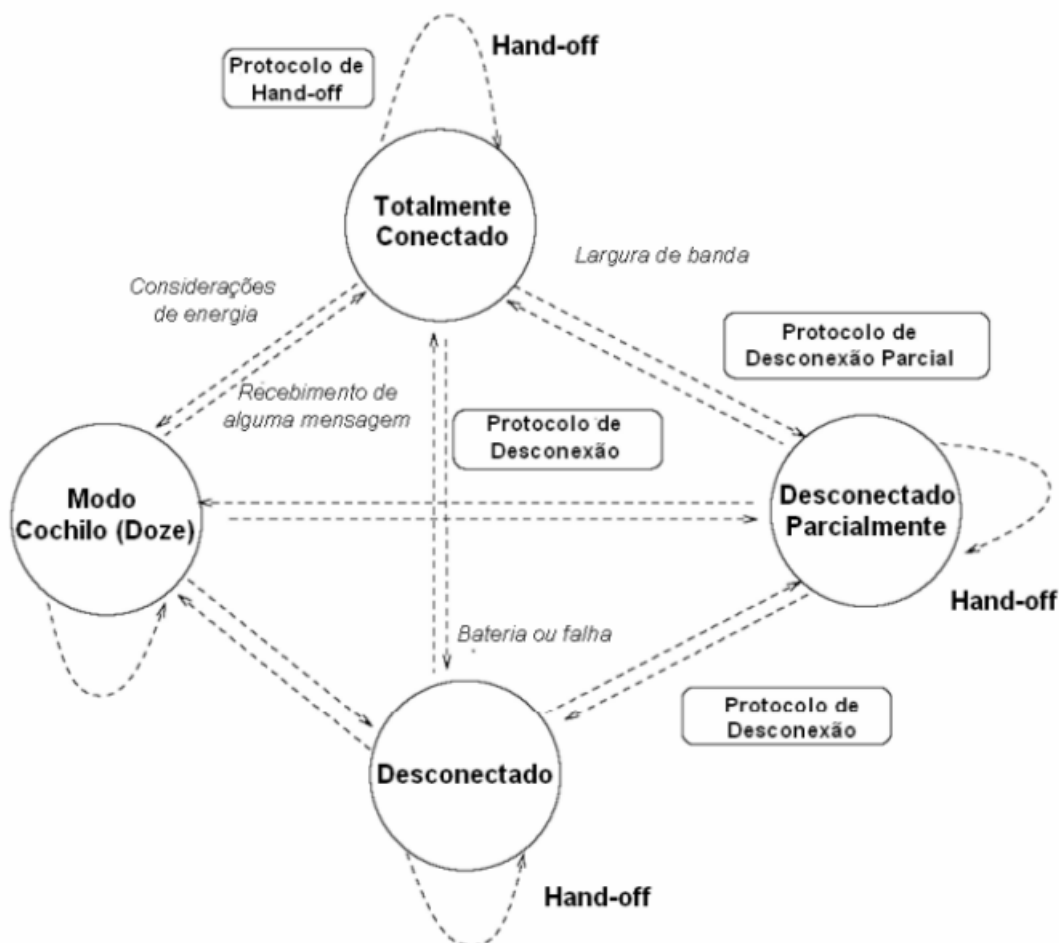 Hand-off
Protocolo de
Hand-off
Totalmente
Conectado
Largura de banda
Considerações
de energia
Protocolo de
Desconexão Parcial
Recebimento de
alguma mensagem
Protocolo de
Desconexão
Modo
Cochilo (Doze)
Desconectado
Parcialmente
Hand-off
Bateria ou falha
Protocolo de
Desconexão
Desconectado
Hand-off